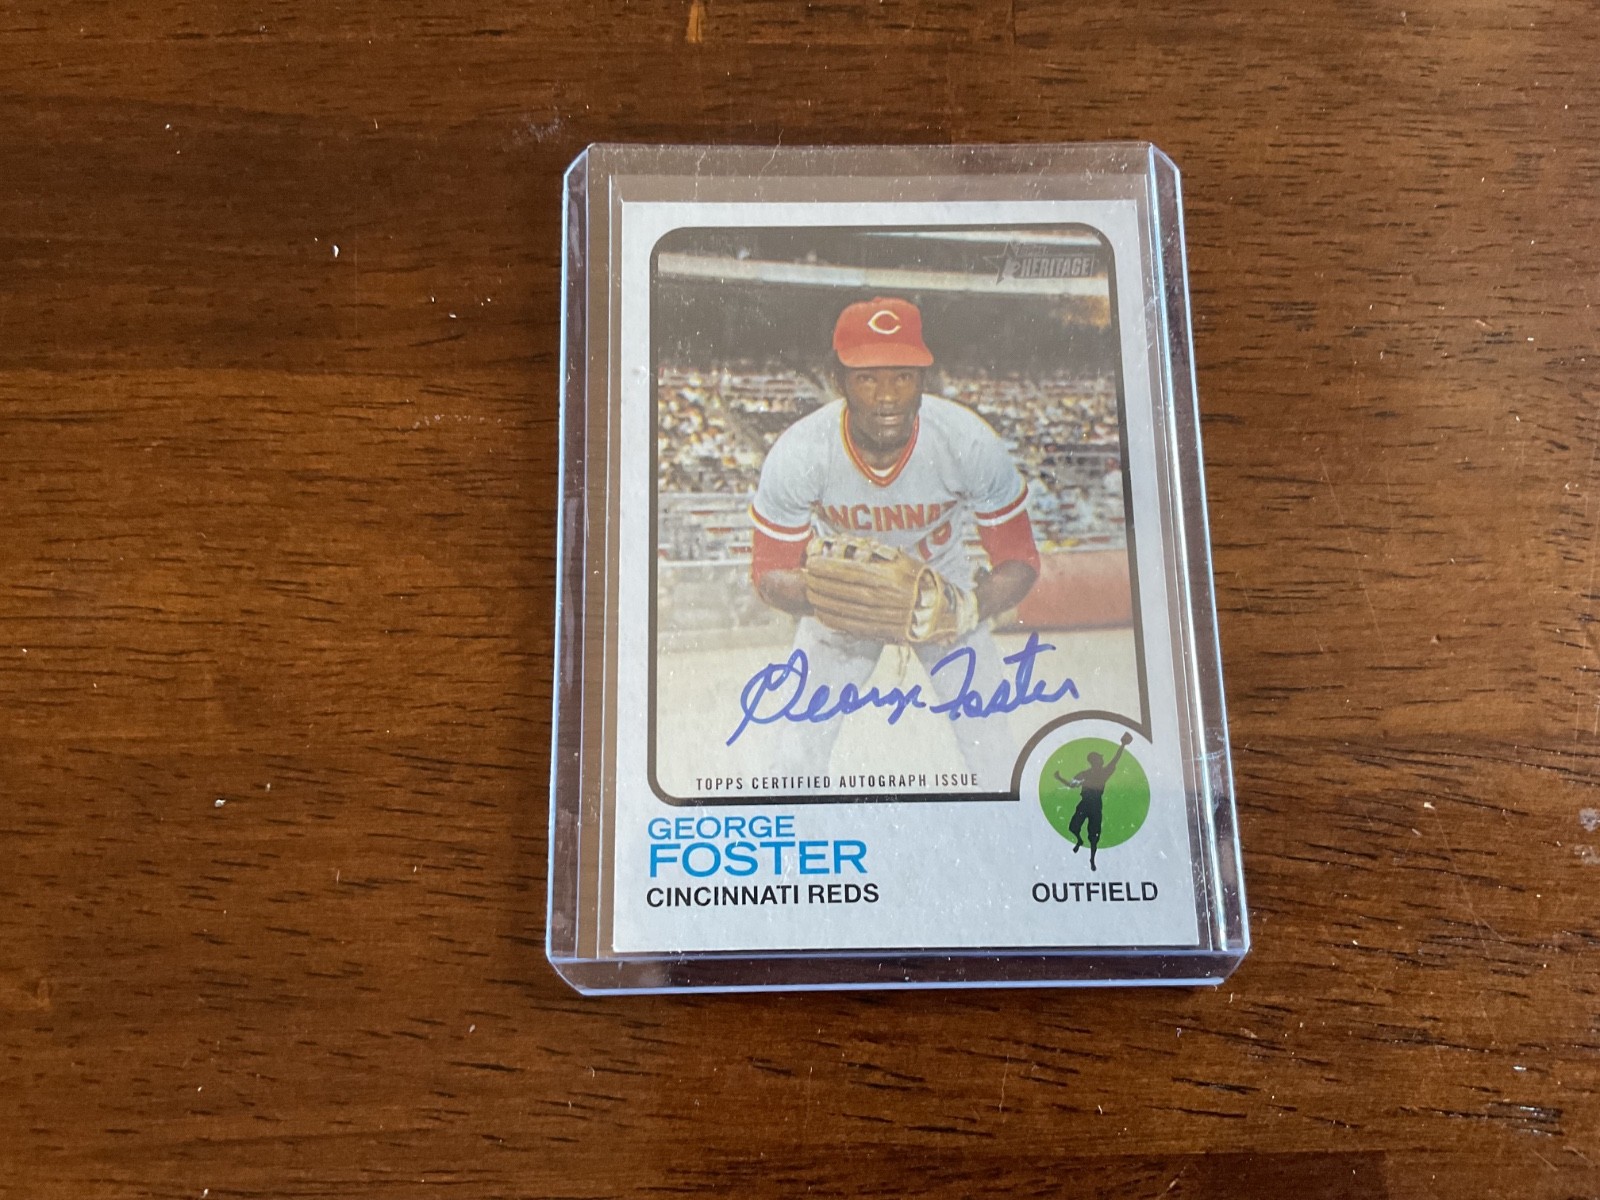 HERITAGE
C
CINCINNATI
George Foster
TOPPS CERTIFIED AUTOGRAPH ISSUE
GEORGE
FOSTER
CINCINNATI REDS
OUTFIELD